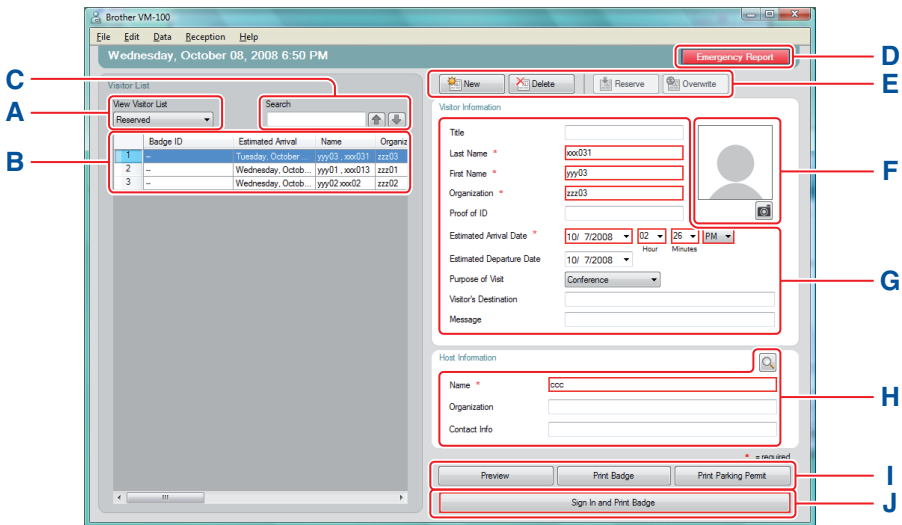 Brother VM-100
File Edit Data Reception Help
Wednesday, October 08, 2008 6:50 PM
Emergency Report
D
C
Visitor List
New Delete Reserve Overwrite
E
A
View Visitor List Search
Reserved
Visitor Information
B
Badge ID Estimated Arrival Name Organiz
1 -- Tuesday, October ... yyy03 , xxx031 zzz03
2 -- Wednesday, Octob... yyy01 , xxx013 zzz01
3 -- Wednesday, Octob... yyy02 xxx02 zzz02
Title
Last Name * xxx031
First Name * yyy03
Organization * zzz03
Proof of ID
F
Estimated Arrival Date * 10/ 7/2008 02 26 PM
Hour Minutes
Estimated Departure Date 10/ 7/2008
Purpose of Visit Conference
G
Visitor's Destination
Message
Host Information
Name * ccc
H
Organization
Contact Info
* = required
Preview Print Badge Print Parking Permit
I
Sign In and Print Badge
J